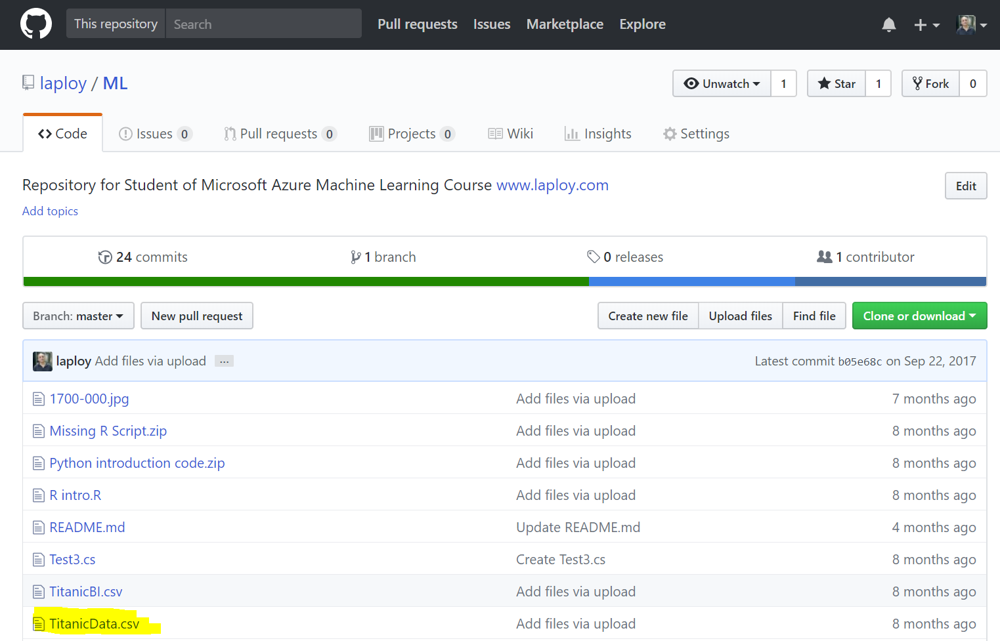 This repository Search Pull requests Issues Marketplace Explore
laploy / ML Unwatch 1 Star 1 Fork 0
Code Issues 0 Pull requests 0 Projects 0 Wiki Insights Settings
Repository for Student of Microsoft Azure Machine Learning Course www.laploy.com Edit
Add topics
24 commits 1 branch 0 releases 1 contributor
Branch: master New pull request Create new file Upload files Find file Clone or download
laploy Add files via upload ... Latest commit b05e68c on Sep 22, 2017
1700-000.jpg Add files via upload 7 months ago
Missing R Script.zip Add files via upload 8 months ago
Python introduction code.zip Add files via upload 8 months ago
R intro.R Add files via upload 8 months ago
README.md Update README.md 4 months ago
Test3.cs Create Test3.cs 8 months ago
TitanicBI.csv Add files via upload 8 months ago
TitanicData.csv Add files via upload 8 months ago